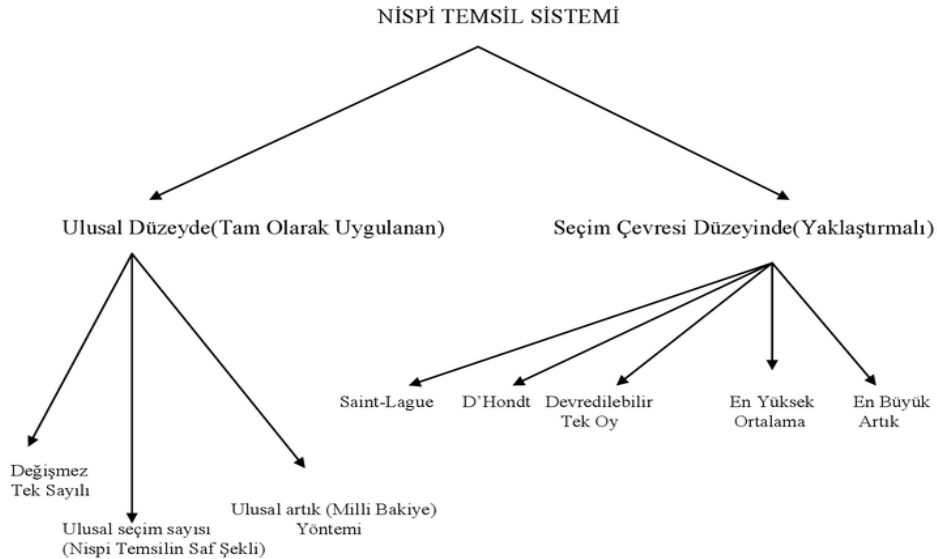 NİSPİ TEMSİL SİSTEMİ
Ulusal Düzeyde(Tam Olarak Uygulanan)
Seçim Çevresi Düzeyinde(Yaklaştırmalı)
Saint-Lague
D'Hondt
Devredilebilir
Tek Oy
En Yüksek
Ortalama
En Büyük
Artık
Değişmez
Tek Sayılı
Ulusal seçim sayısı
(Nispi Temsilin Saf Şekli)
Ulusal artık (Milli Bakiye)
Yöntemi